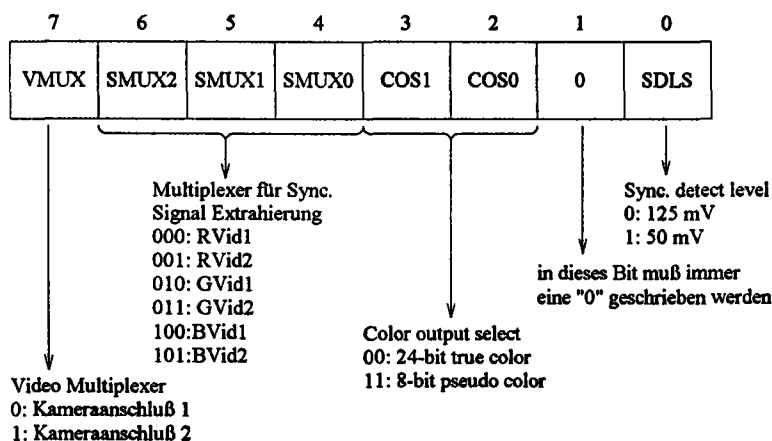 7 6 5 4 3 2 1 0
VMUX SMUX2 SMUX1 SMUX0 COS1 COS0 0 SDLS
Multiplexer für Sync.
Signal Extrahierung
000: RVid1
001: RVid2
010: GVid1
011: GVid2
100:BVid1
101:BVid2
Sync. detect level
0: 125 mV
1: 50 mV
in dieses Bit muß immer
eine "0" geschrieben werden
Color output select
00: 24-bit true color
11: 8-bit pseudo color
Video Multiplexer
0: Kameraanschluß 1
1: Kameraanschluß 2